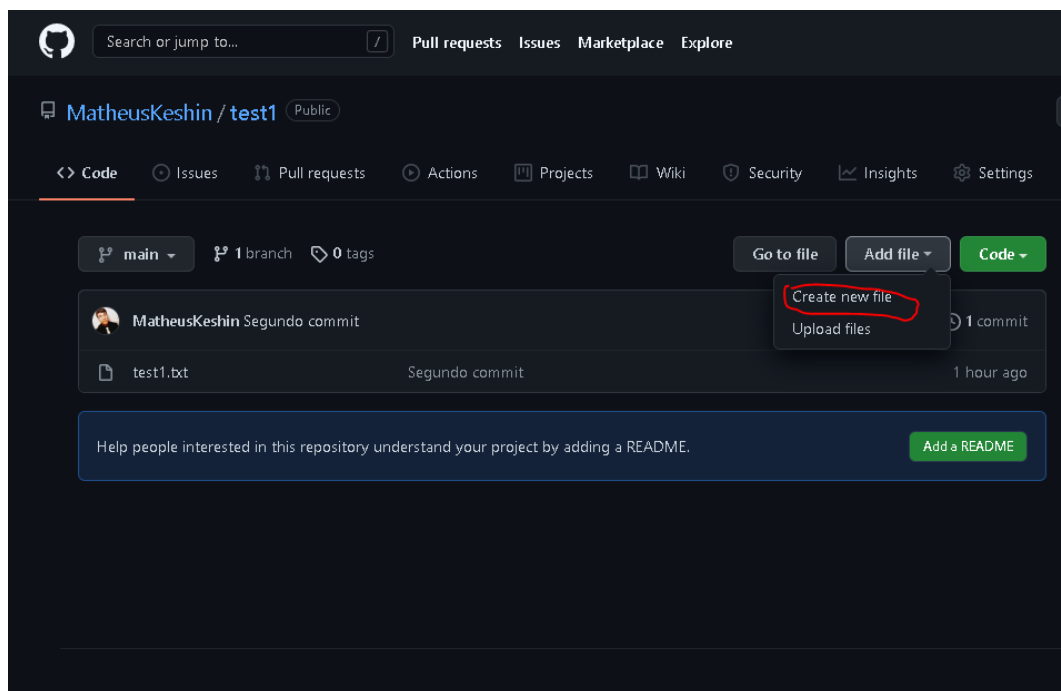 Search or jump to... / Pull requests Issues Marketplace Explore
MatheusKeshin / test1 Public
<> Code Issues Pull requests Actions Projects Wiki Security Insights Settings
main 1 branch 0 tags Go to file Add file Code
Create new file
MatheusKeshin Segundo commit 1 commit
Upload files
test1.txt Segundo commit 1 hour ago
Help people interested in this repository understand your project by adding a README. Add a README